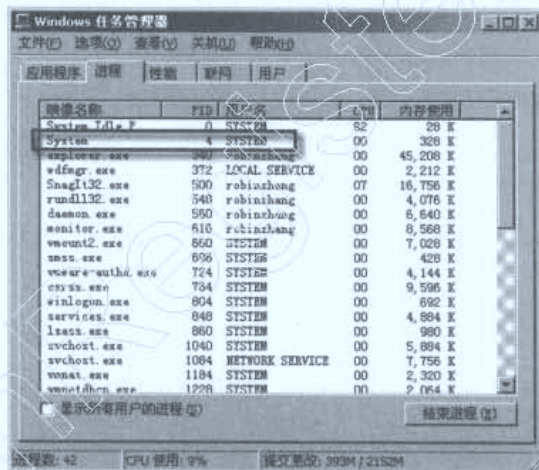 Windows 任务管理器
文件(F) 选项(O) 查看(V) 关机(U) 帮助(H)
应用程序 进程 性能 联网 用户
映像名称 PID 用户名 CPU 内存使用
System Idle P... 0 SYSTEM 92 28 K
System 4 SYSTEM 00 328 K
explorer.exe 340 robinzhang 00 45,208 K
wdfmgr.exe 372 LOCAL SERVICE 00 2,212 K
SnagIt32.exe 500 robinzhang 07 16,756 K
rundll32.exe 540 robinzhang 00 4,076 K
daemon.exe 560 robinzhang 00 5,640 K
monitor.exe 610 robinzhang 00 8,568 K
vmount2.exe 660 SYSTEM 00 7,028 K
smss.exe 696 SYSTEM 00 428 K
vmware-authd.exe 724 SYSTEM 00 4,144 K
csrss.exe 784 SYSTEM 00 9,596 K
winlogon.exe 804 SYSTEM 00 692 K
services.exe 848 SYSTEM 00 4,884 K
lsass.exe 860 SYSTEM 00 980 K
svchost.exe 1040 SYSTEM 00 5,884 K
svchost.exe 1084 NETWORK SERVICE 00 7,756 K
vmnat.exe 1184 SYSTEM 00 2,320 K
vmnetdhcp.exe 1228 SYSTEM 00 2,064 K
显示所有用户的进程(S)
结束进程(E)
进程数: 42 CPU 使用: 9% 提交更改: 393M / 2152M